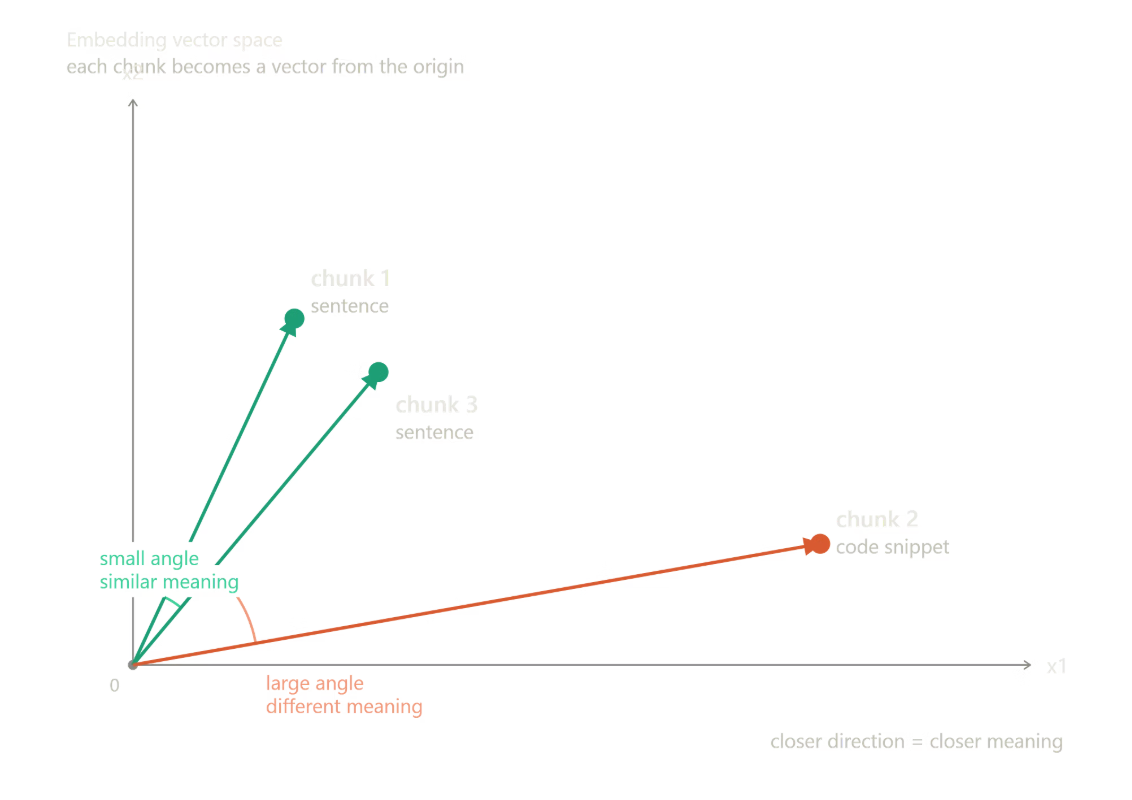 Embedding vector space
each chunk becomes a vector from the origin
x2
chunk 1
sentence
chunk 3
sentence
chunk 2
code snippet
small angle
similar meaning
x1
0
large angle
different meaning
closer direction = closer meaning